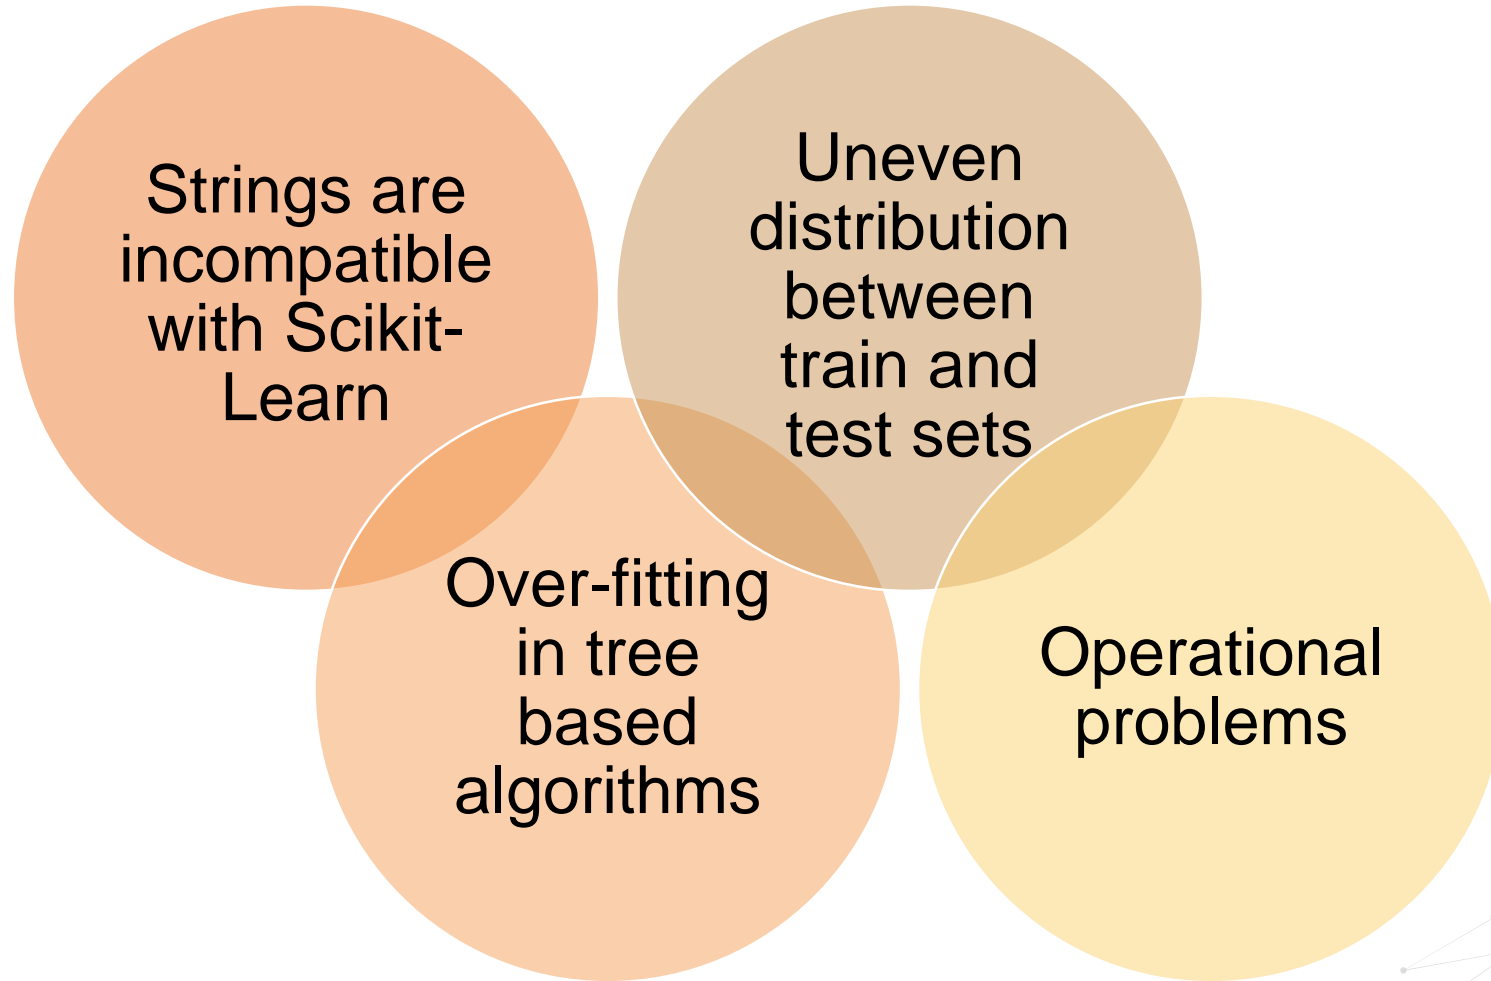 Strings are
incompatible
with Scikit-
Learn
Uneven
distribution
between
train and
test sets
Over-fitting
in tree
based
algorithms
Operational
problems